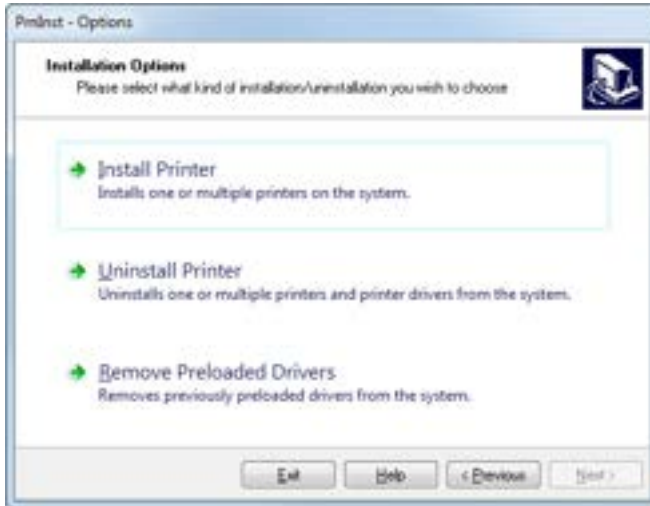 PrnInst - Options
Installation Options
Please select what kind of installation/uninstallation you wish to choose
Install Printer
Installs one or multiple printers on the system.
Uninstall Printer
Uninstalls one or multiple printers and printer drivers from the system.
Remove Preloaded Drivers
Removes previously preloaded drivers from the system.
Exit
Help
< Previous
Next >